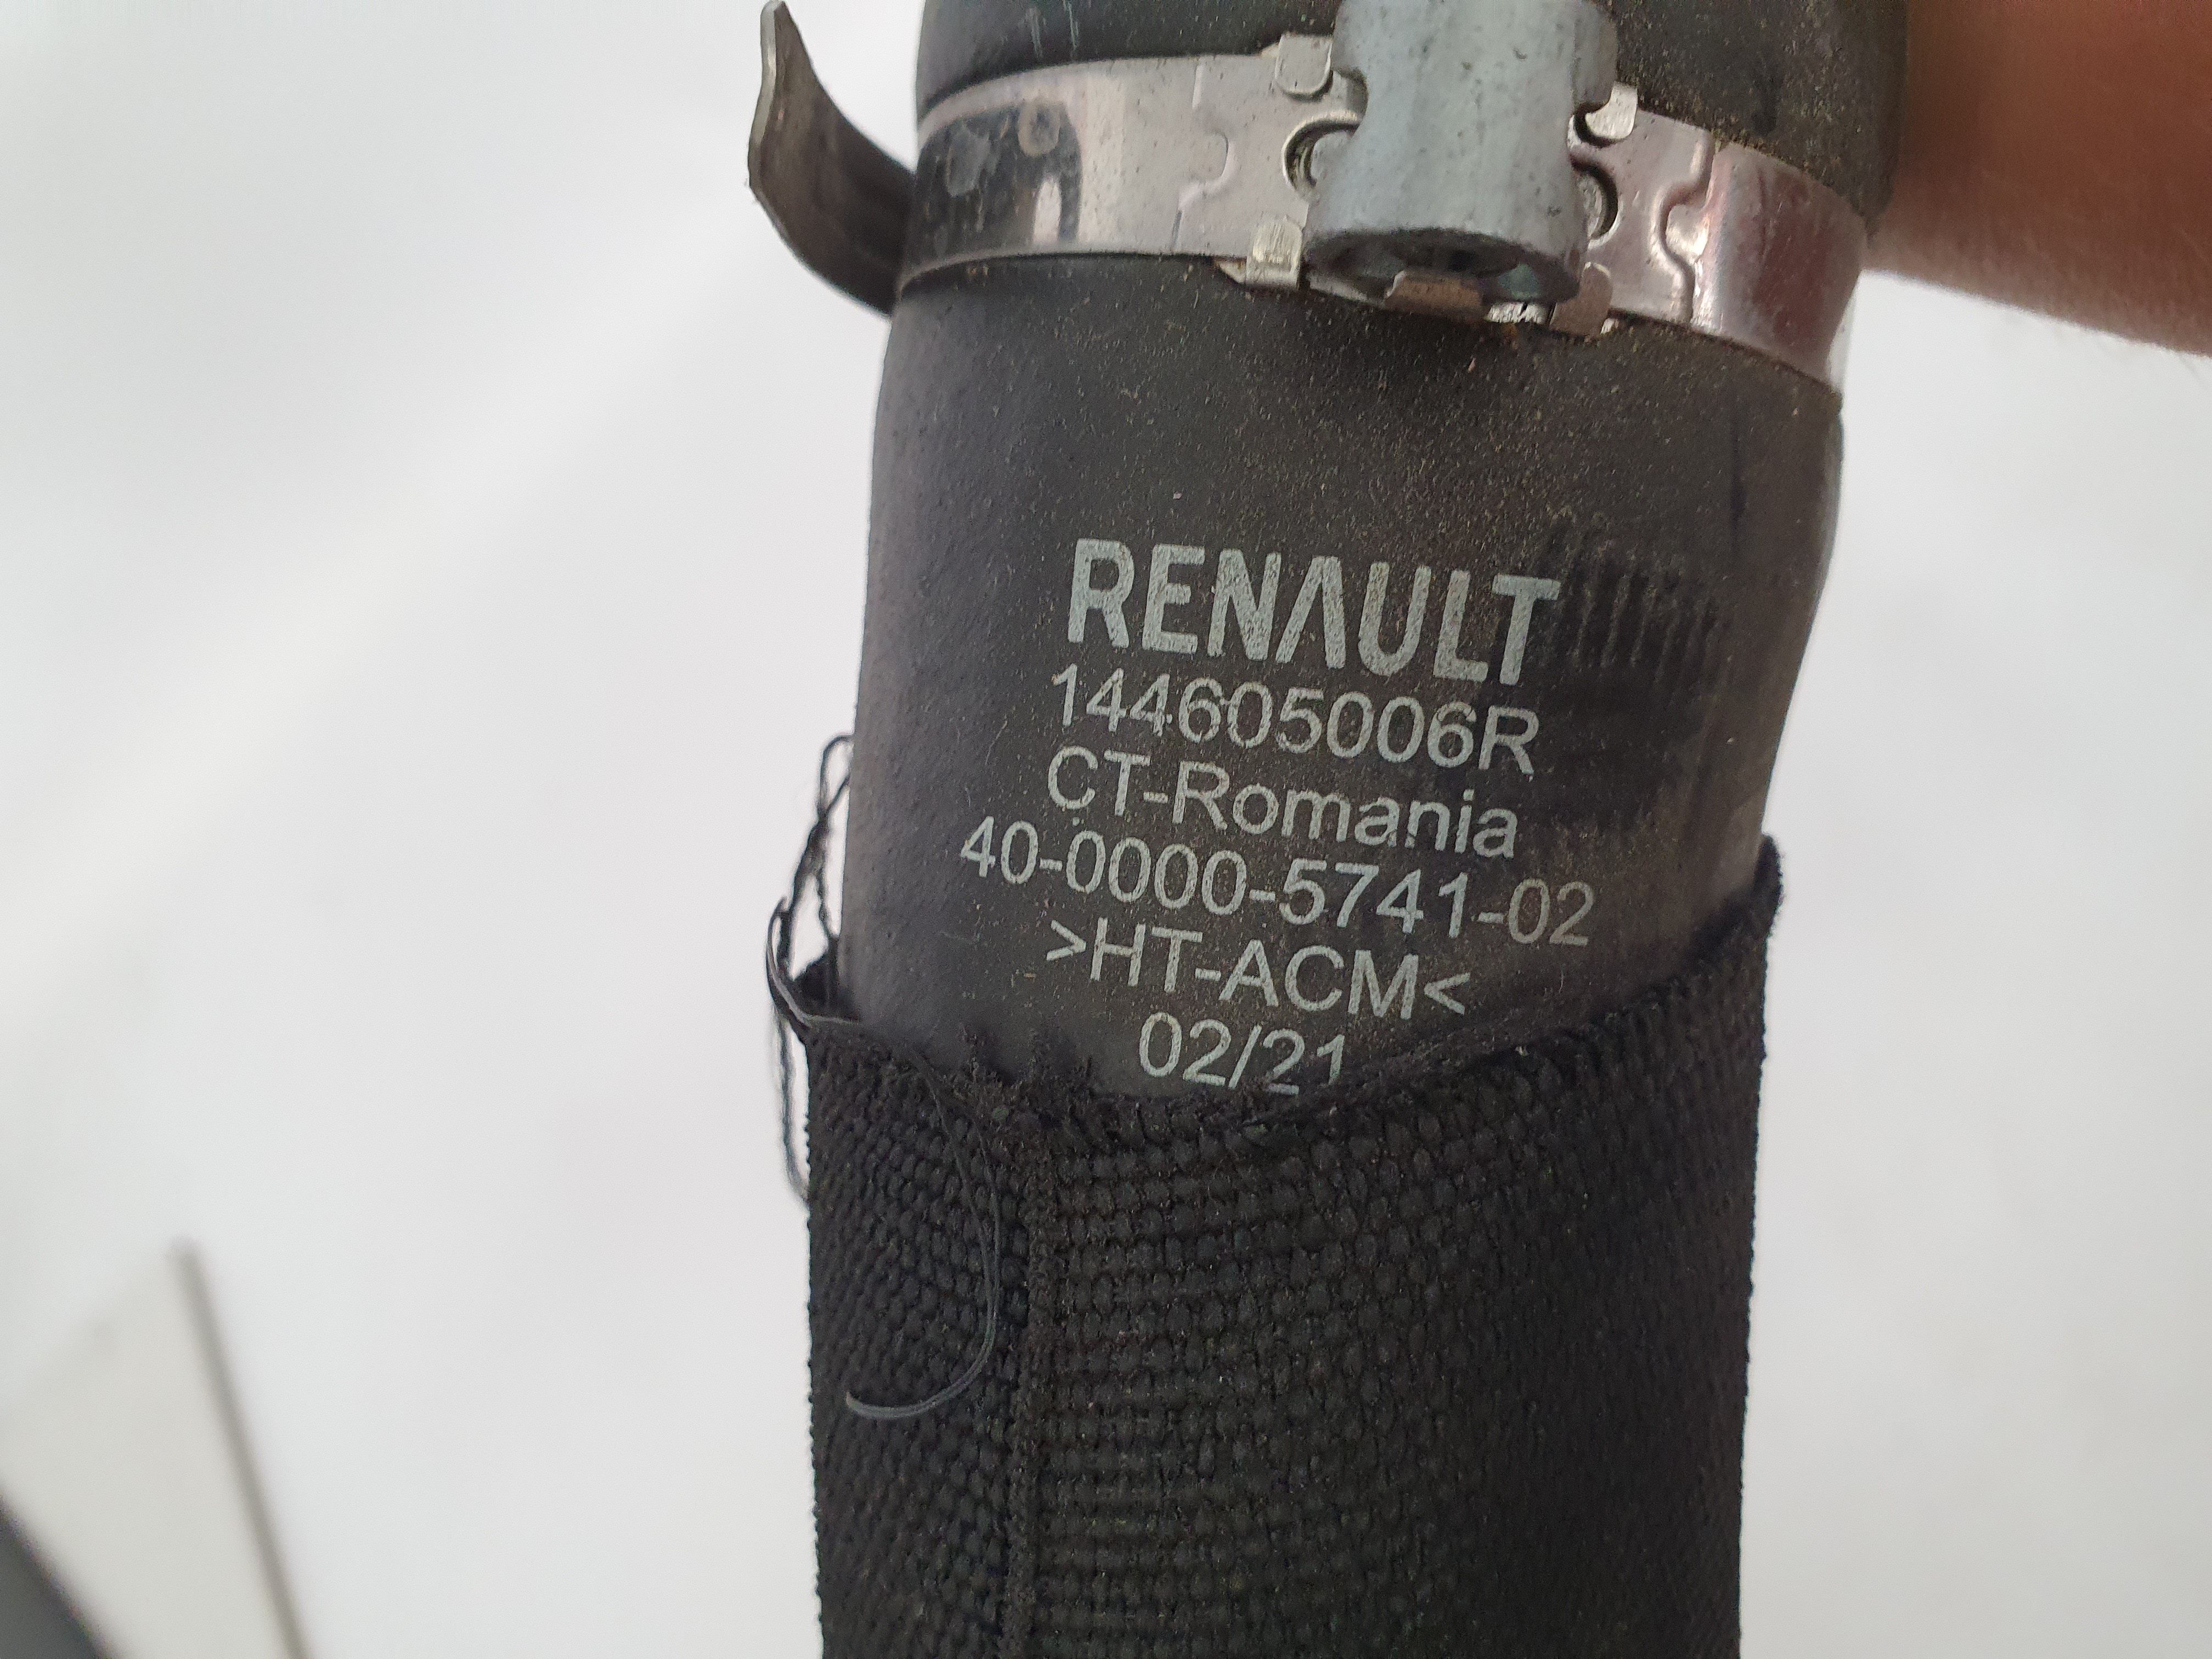 RENAULT
144605006R
CT-Romania
40-0000-5741-02
>HT-ACM<
02/21